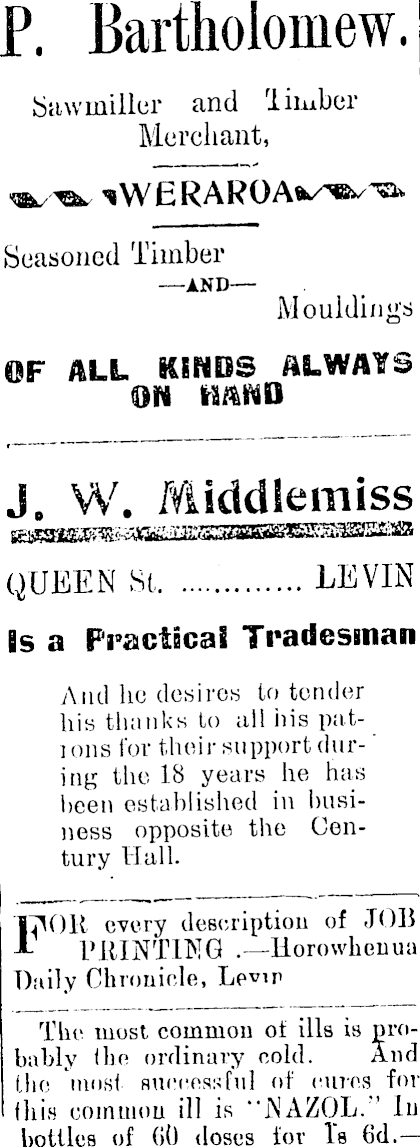 P. Bartholomew.
Sawmiller and Timber
Merchant,
WERAROA
Seasoned Timber
—AND—
Mouldings
OF ALL KINDS ALWAYS
ON HAND
J. W. Middlemiss
QUEEN St. ............. LEVIN
Is a Practical Tradesman
And he desires to tender
his thanks to all his pat-
rons for their support dur-
ing the 18 years he has
been established in busi-
ness opposite the Cen-
tury Hall.
FOR every description of JOB
PRINTING .—Horowhenua
Daily Chronicle, Levin
The most common of ills is pro-
bably the ordinary cold. And
the most successful of cures for
this common ill is "NAZOL." In
bottles of 60 doses for 1s 6d.—